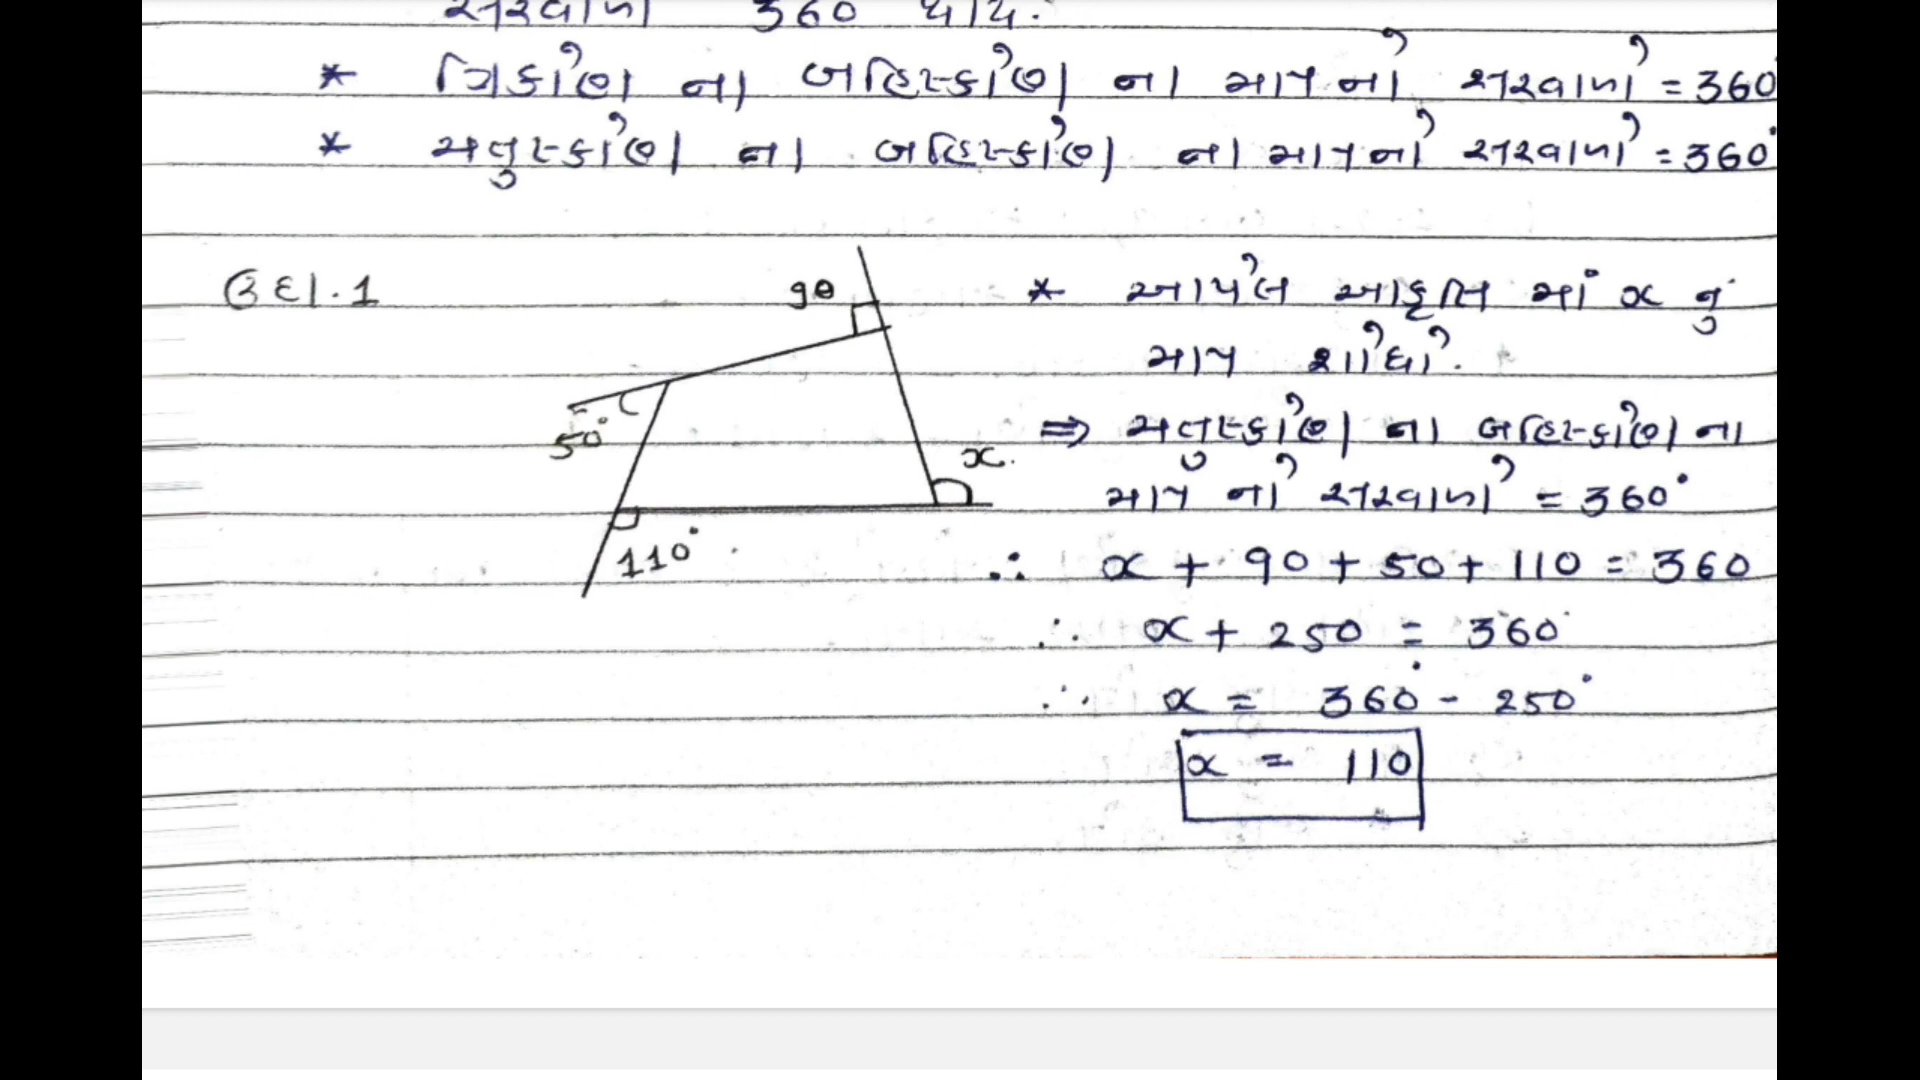 સરવાળો 360 થાય.
* ત્રિકોણ ના બહિષ્કોણ ના માપ નો સરવાળો = 360
* ચતુષ્કોણ ના બહિષ્કોણ ના માપનો સરવાળો = 360°
ઉદા.1
90
50°
x.
110°
* આપેલ આકૃતિ માં x નું
માપ શોધો.
⇒ ચતુષ્કોણ ના બહિષ્કોણ ના
માપ નો સરવાળો = 360°
∴ x + 90 + 50 + 110 = 360
∴ x + 250 = 360
∴ x = 360° - 250°
x = 110